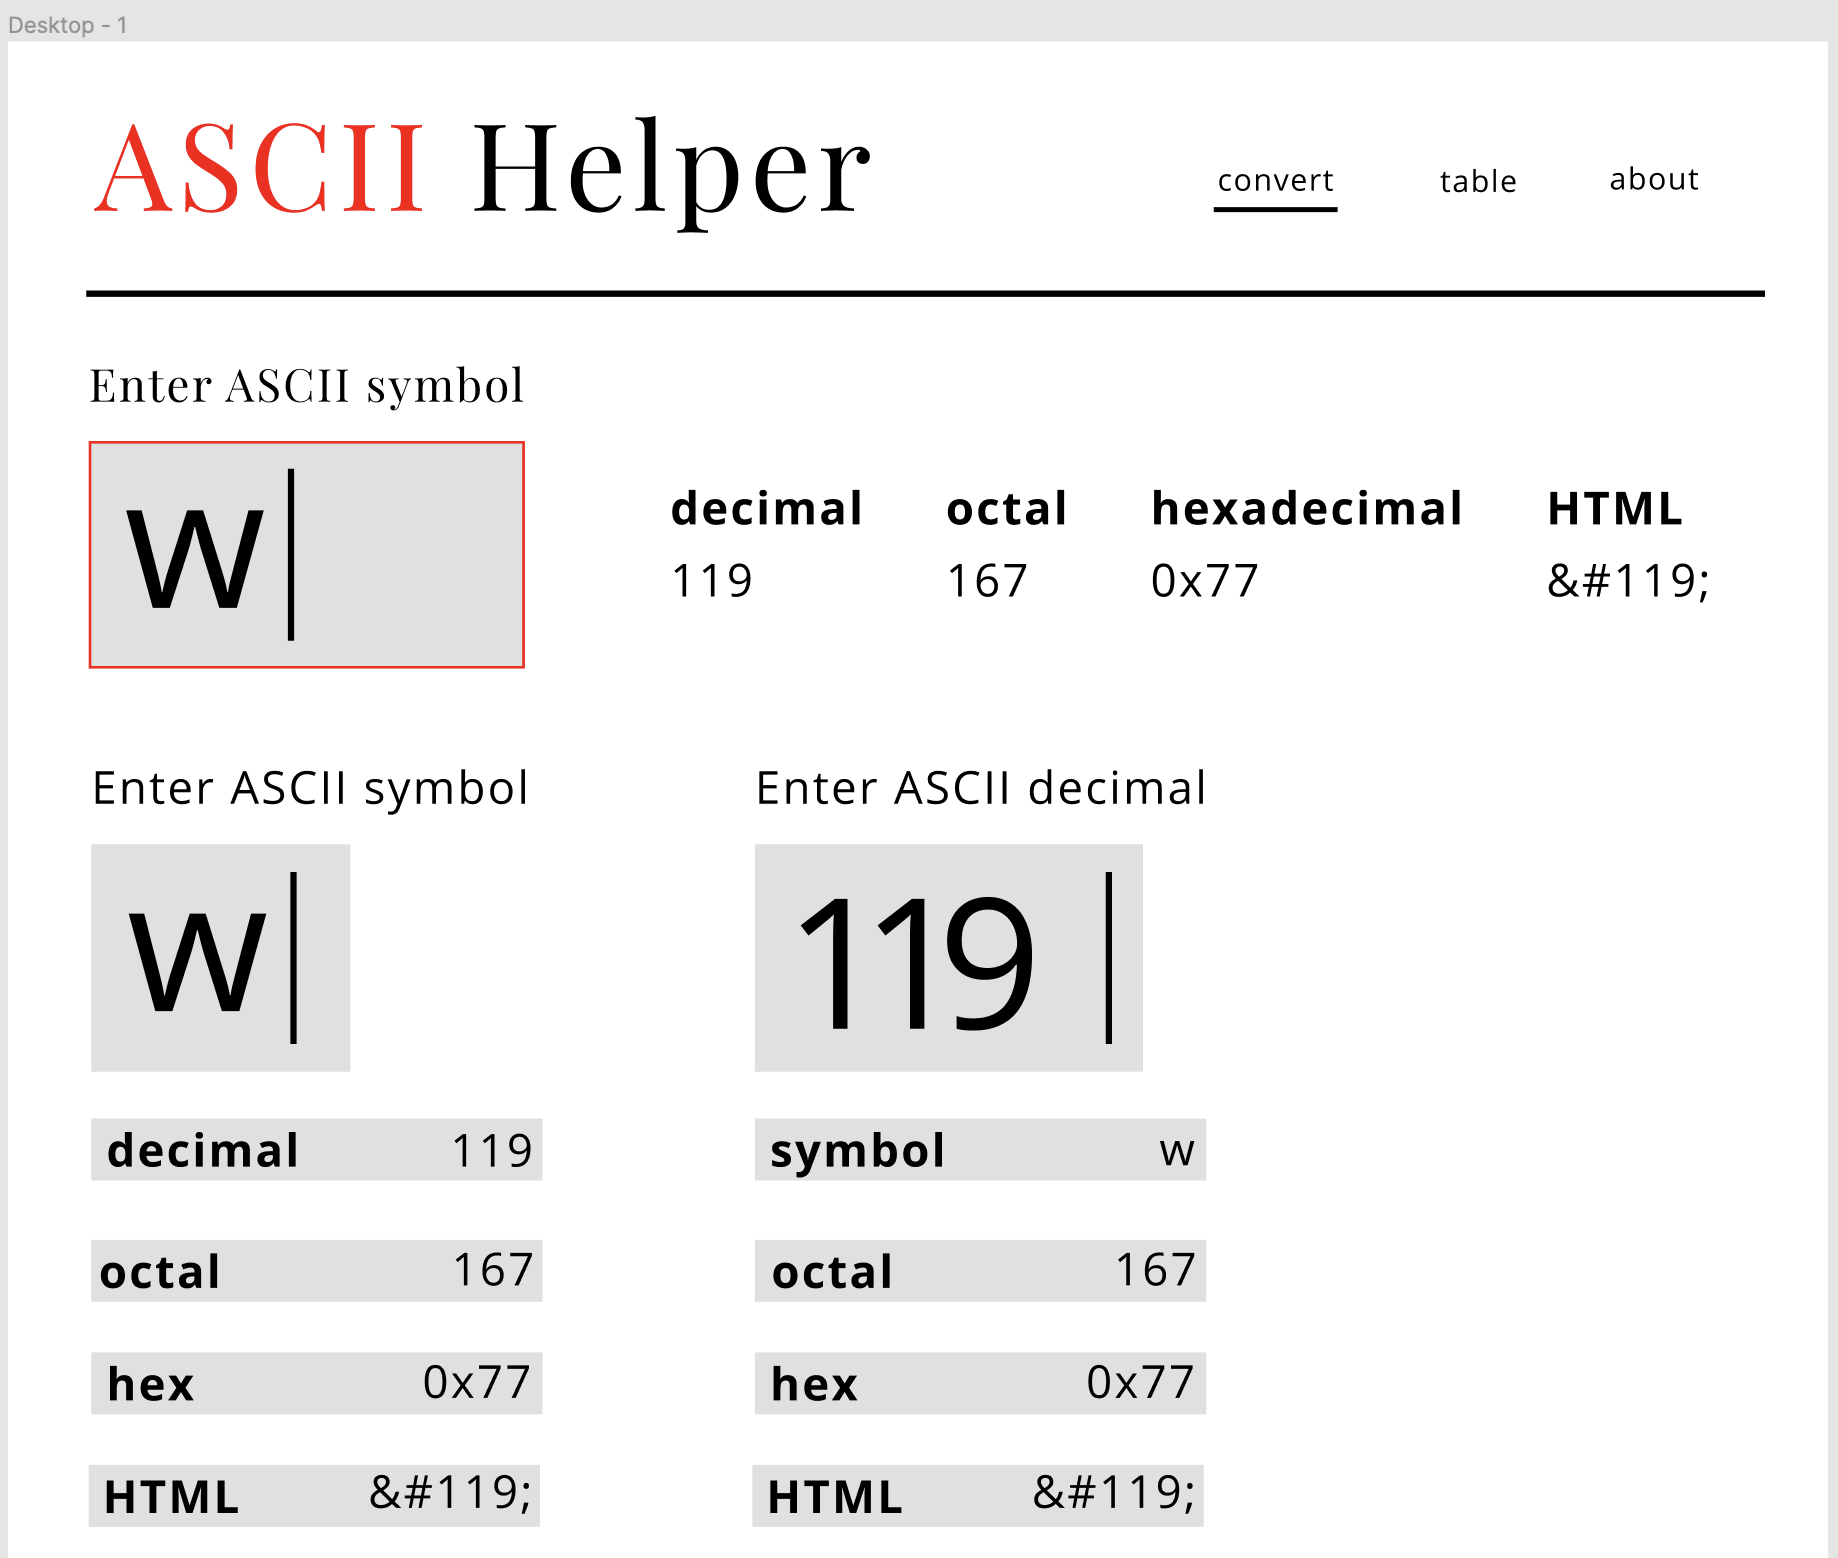 Desktop - 1
ASCII Helper
convert table about
Enter ASCII symbol
w
decimal octal hexadecimal HTML
119 167 0x77 &#119;
Enter ASCII symbol Enter ASCII decimal
w 119
decimal 119 symbol w
octal 167 octal 167
hex 0x77 hex 0x77
HTML &#119; HTML &#119;